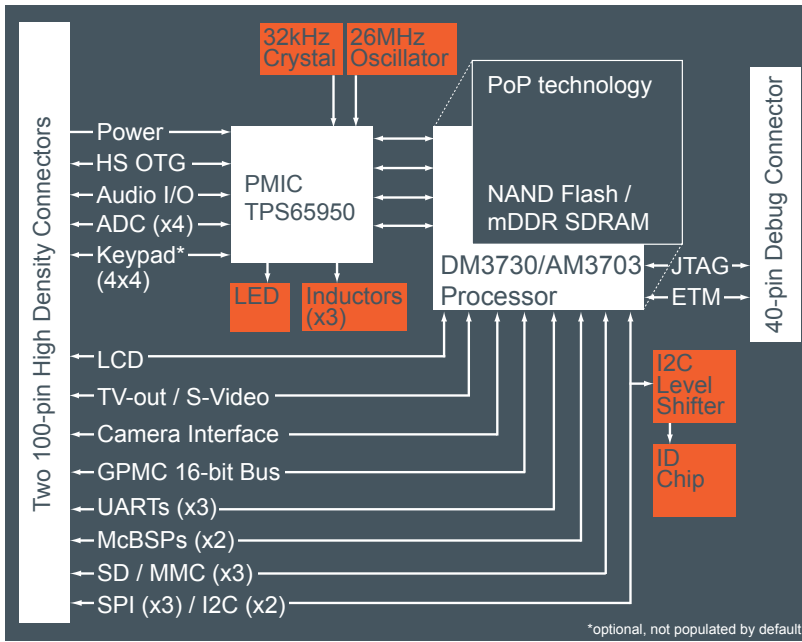 32kHz
Crystal
26MHz
Oscillator
PoP technology
NAND Flash /
mDDR SDRAM
Two 100-pin High Density Connectors
Power
HS OTG
Audio I/O
ADC (x4)
Keypad*
(4x4)
PMIC
TPS65950
LED
Inductors
(x3)
DM3730/AM3703
Processor
JTAG
ETM
40-pin Debug Connector
LCD
TV-out / S-Video
Camera Interface
GPMC 16-bit Bus
UARTs (x3)
McBSPs (x2)
SD / MMC (x3)
SPI (x3) / I2C (x2)
I2C
Level
Shifter
ID
Chip
*optional, not populated by default